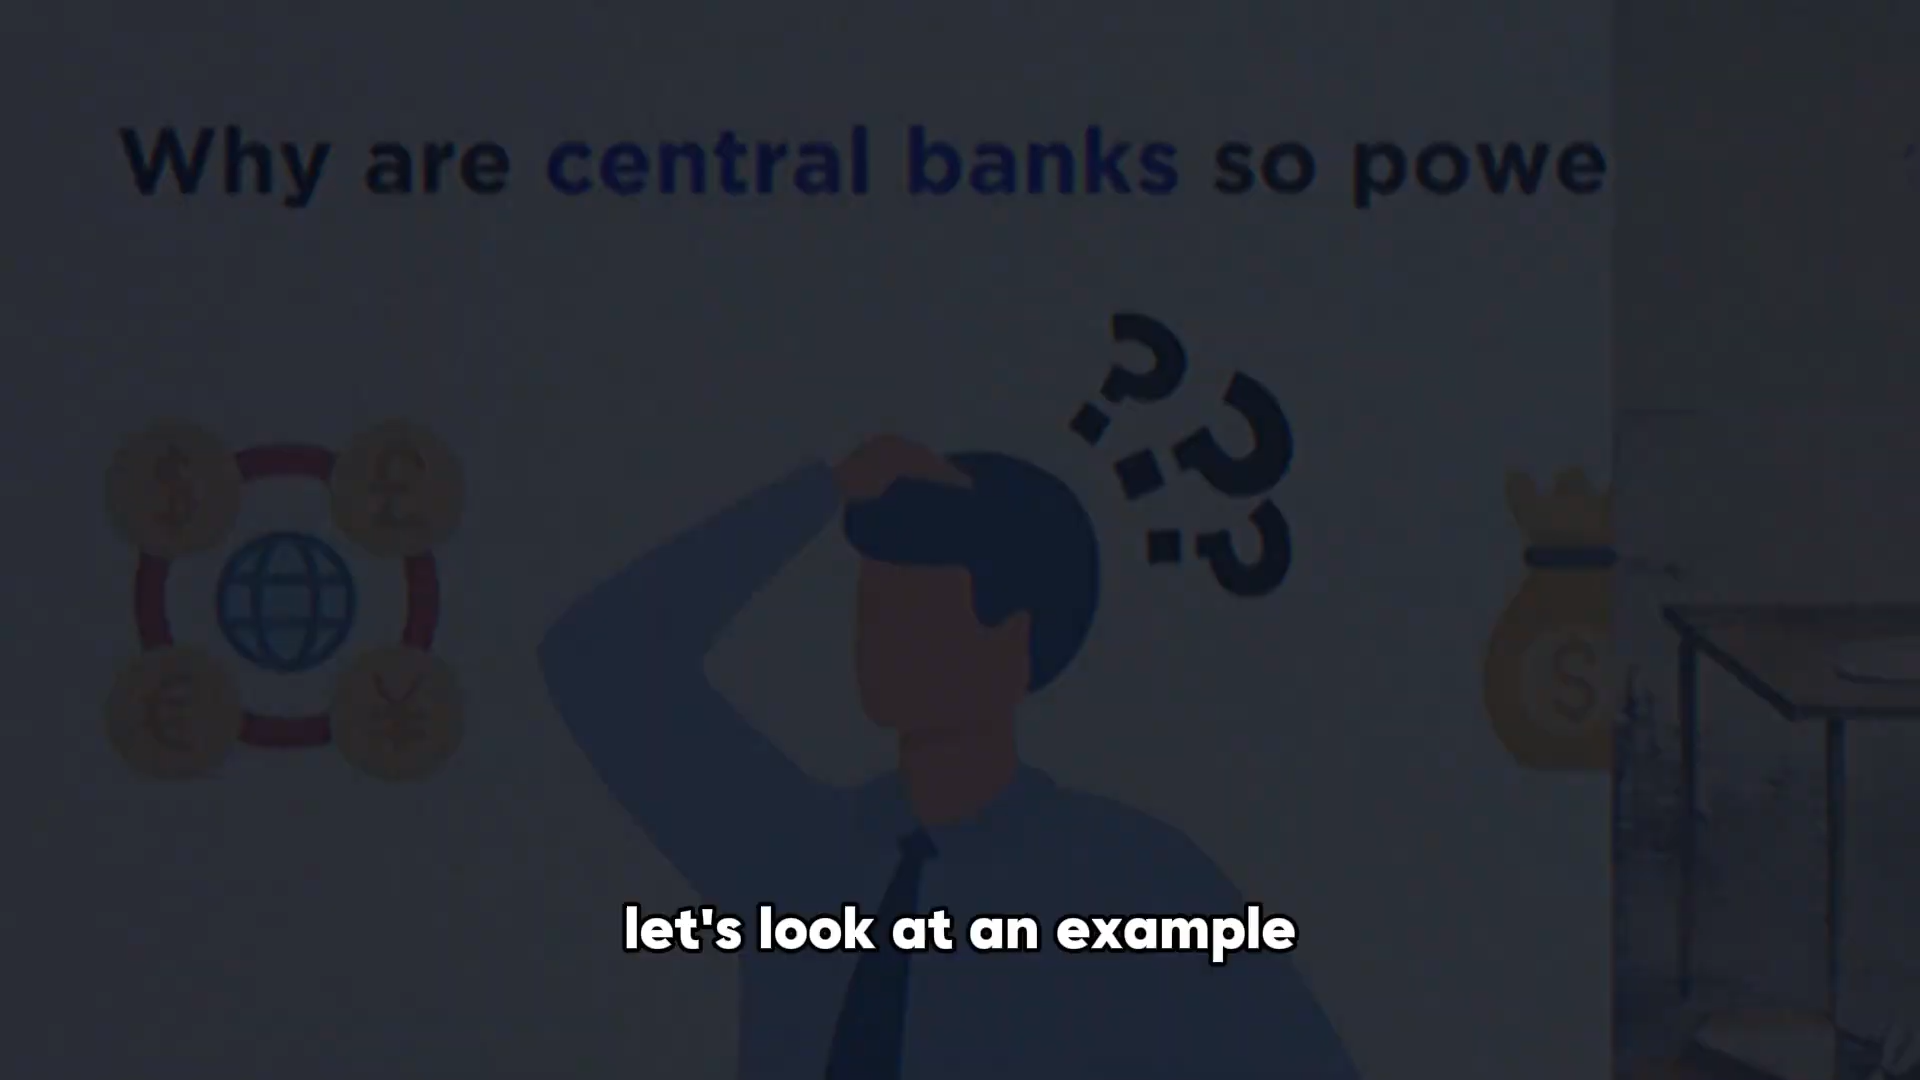 Why are central banks so powe
???
$ £
€ ¥
$
let's look at an example